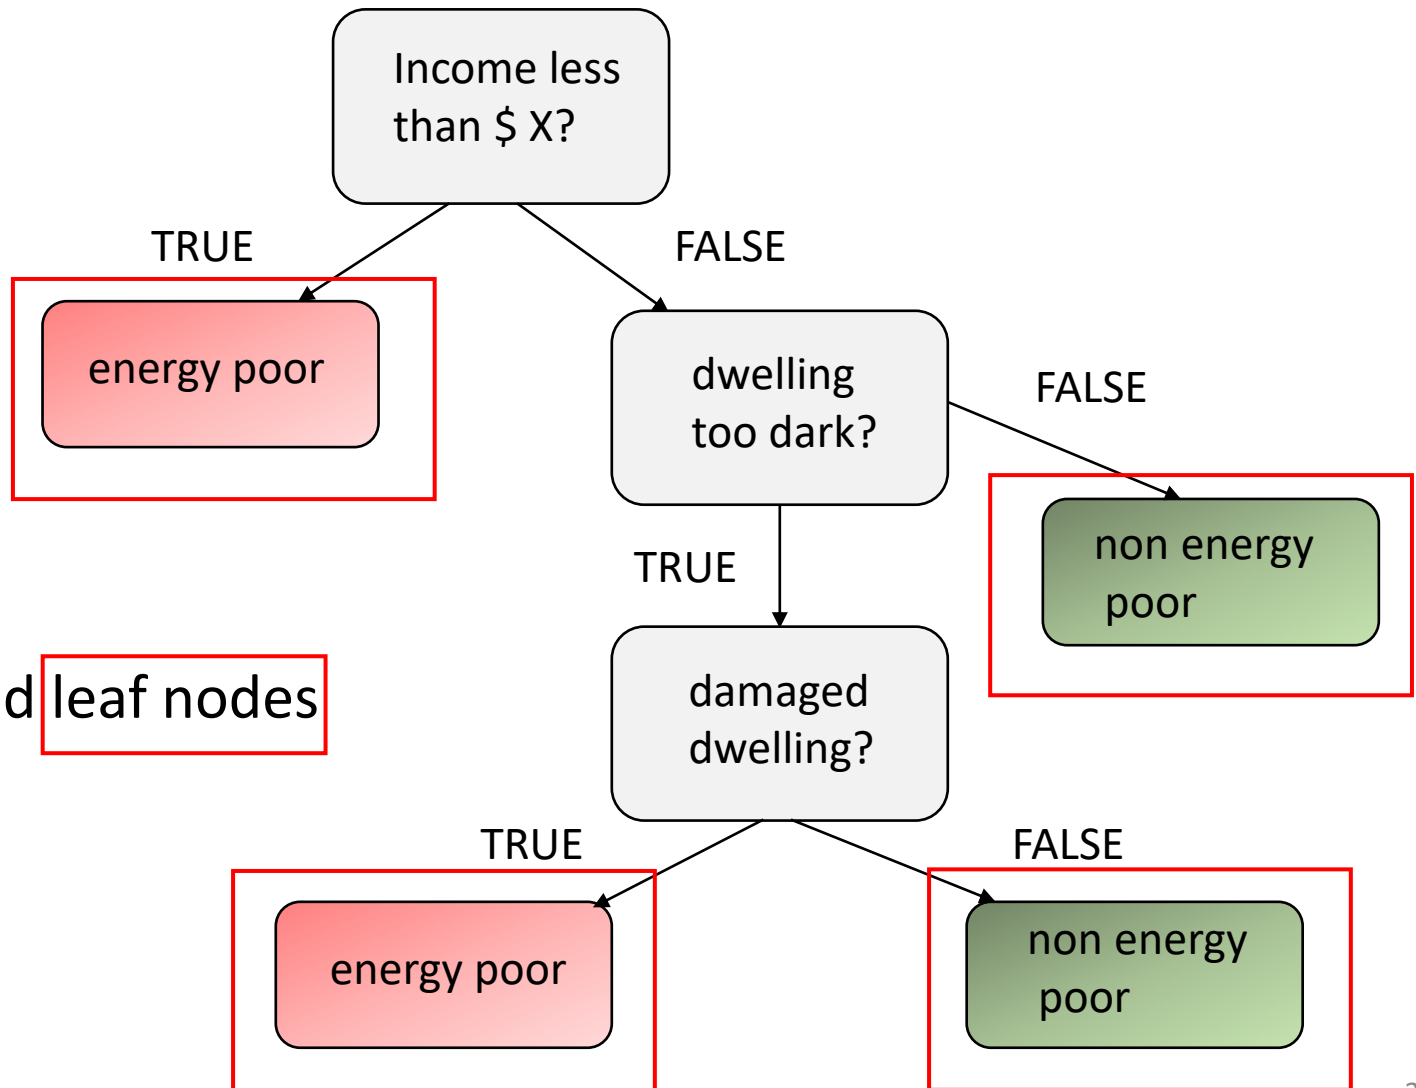 Income less
than $ X?
TRUE
FALSE
energy poor
dwelling
too dark?
FALSE
non energy
poor
TRUE
d leaf nodes
damaged
dwelling?
TRUE
FALSE
energy poor
non energy
poor